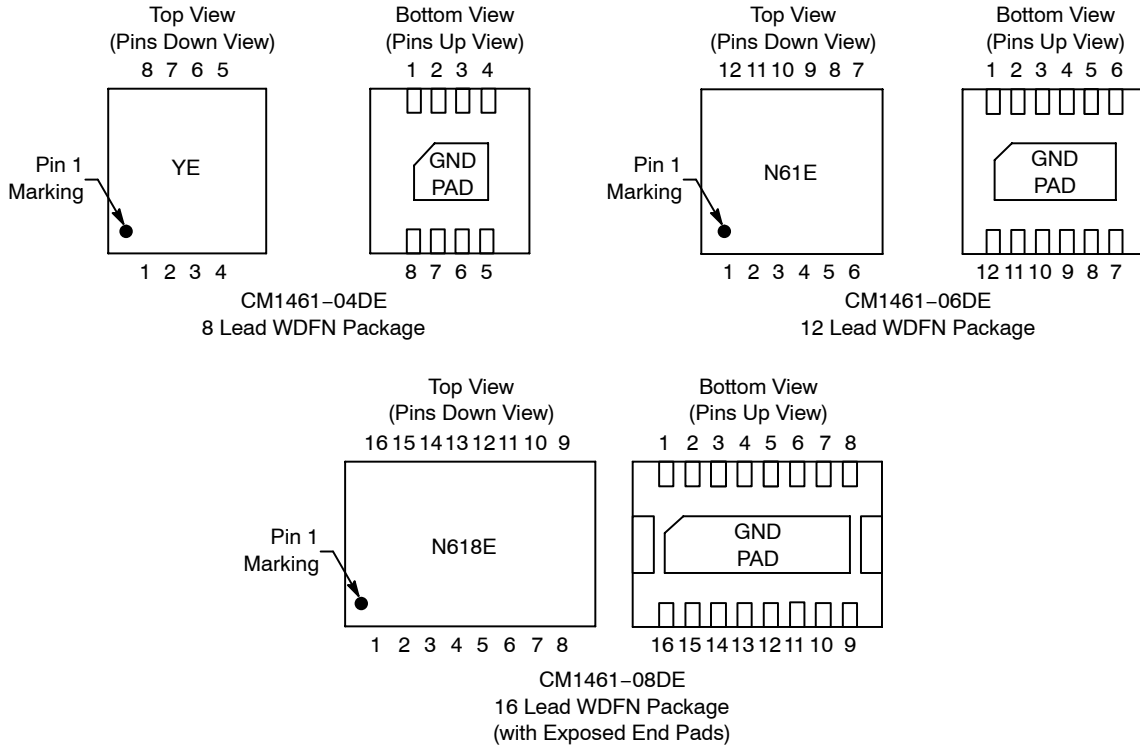 Top View
(Pins Down View)
8 7 6 5
YE
Pin 1
Marking
1 2 3 4
Bottom View
(Pins Up View)
1 2 3 4
GND
PAD
8 7 6 5
CM1461−04DE
8 Lead WDFN Package
Top View
(Pins Down View)
12 11 10 9 8 7
N61E
Pin 1
Marking
1 2 3 4 5 6
Bottom View
(Pins Up View)
1 2 3 4 5 6
GND
PAD
12 11 10 9 8 7
CM1461−06DE
12 Lead WDFN Package
Top View
(Pins Down View)
16 15 14 13 12 11 10 9
N618E
Pin 1
Marking
1 2 3 4 5 6 7 8
Bottom View
(Pins Up View)
1 2 3 4 5 6 7 8
GND
PAD
16 15 14 13 12 11 10 9
CM1461−08DE
16 Lead WDFN Package
(with Exposed End Pads)